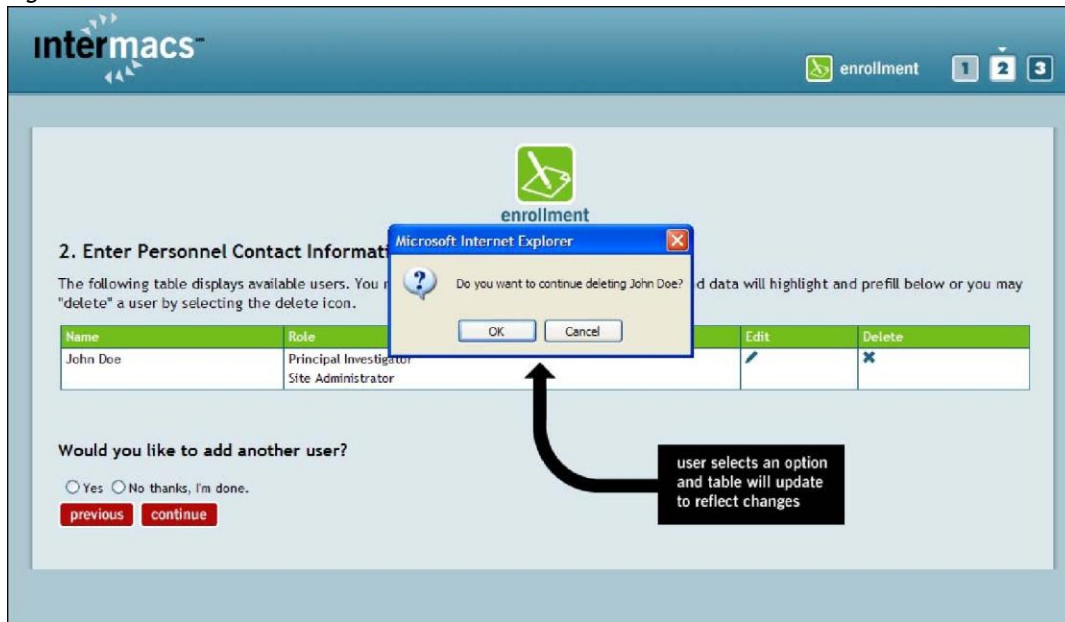 intermacs
enrollment 1 2 3
enrollment
2. Enter Personnel Contact Informati
Microsoft Internet Explorer
Do you want to continue deleting John Doe?
OK Cancel
The following table displays available users. You d data will highlight and prefill below or you may
"delete" a user by selecting the delete icon.
Name Role Edit Delete
John Doe Principal Investigator
Site Administrator
Would you like to add another user?
Yes No thanks, I'm done.
previous continue
user selects an option
and table will update
to reflect changes